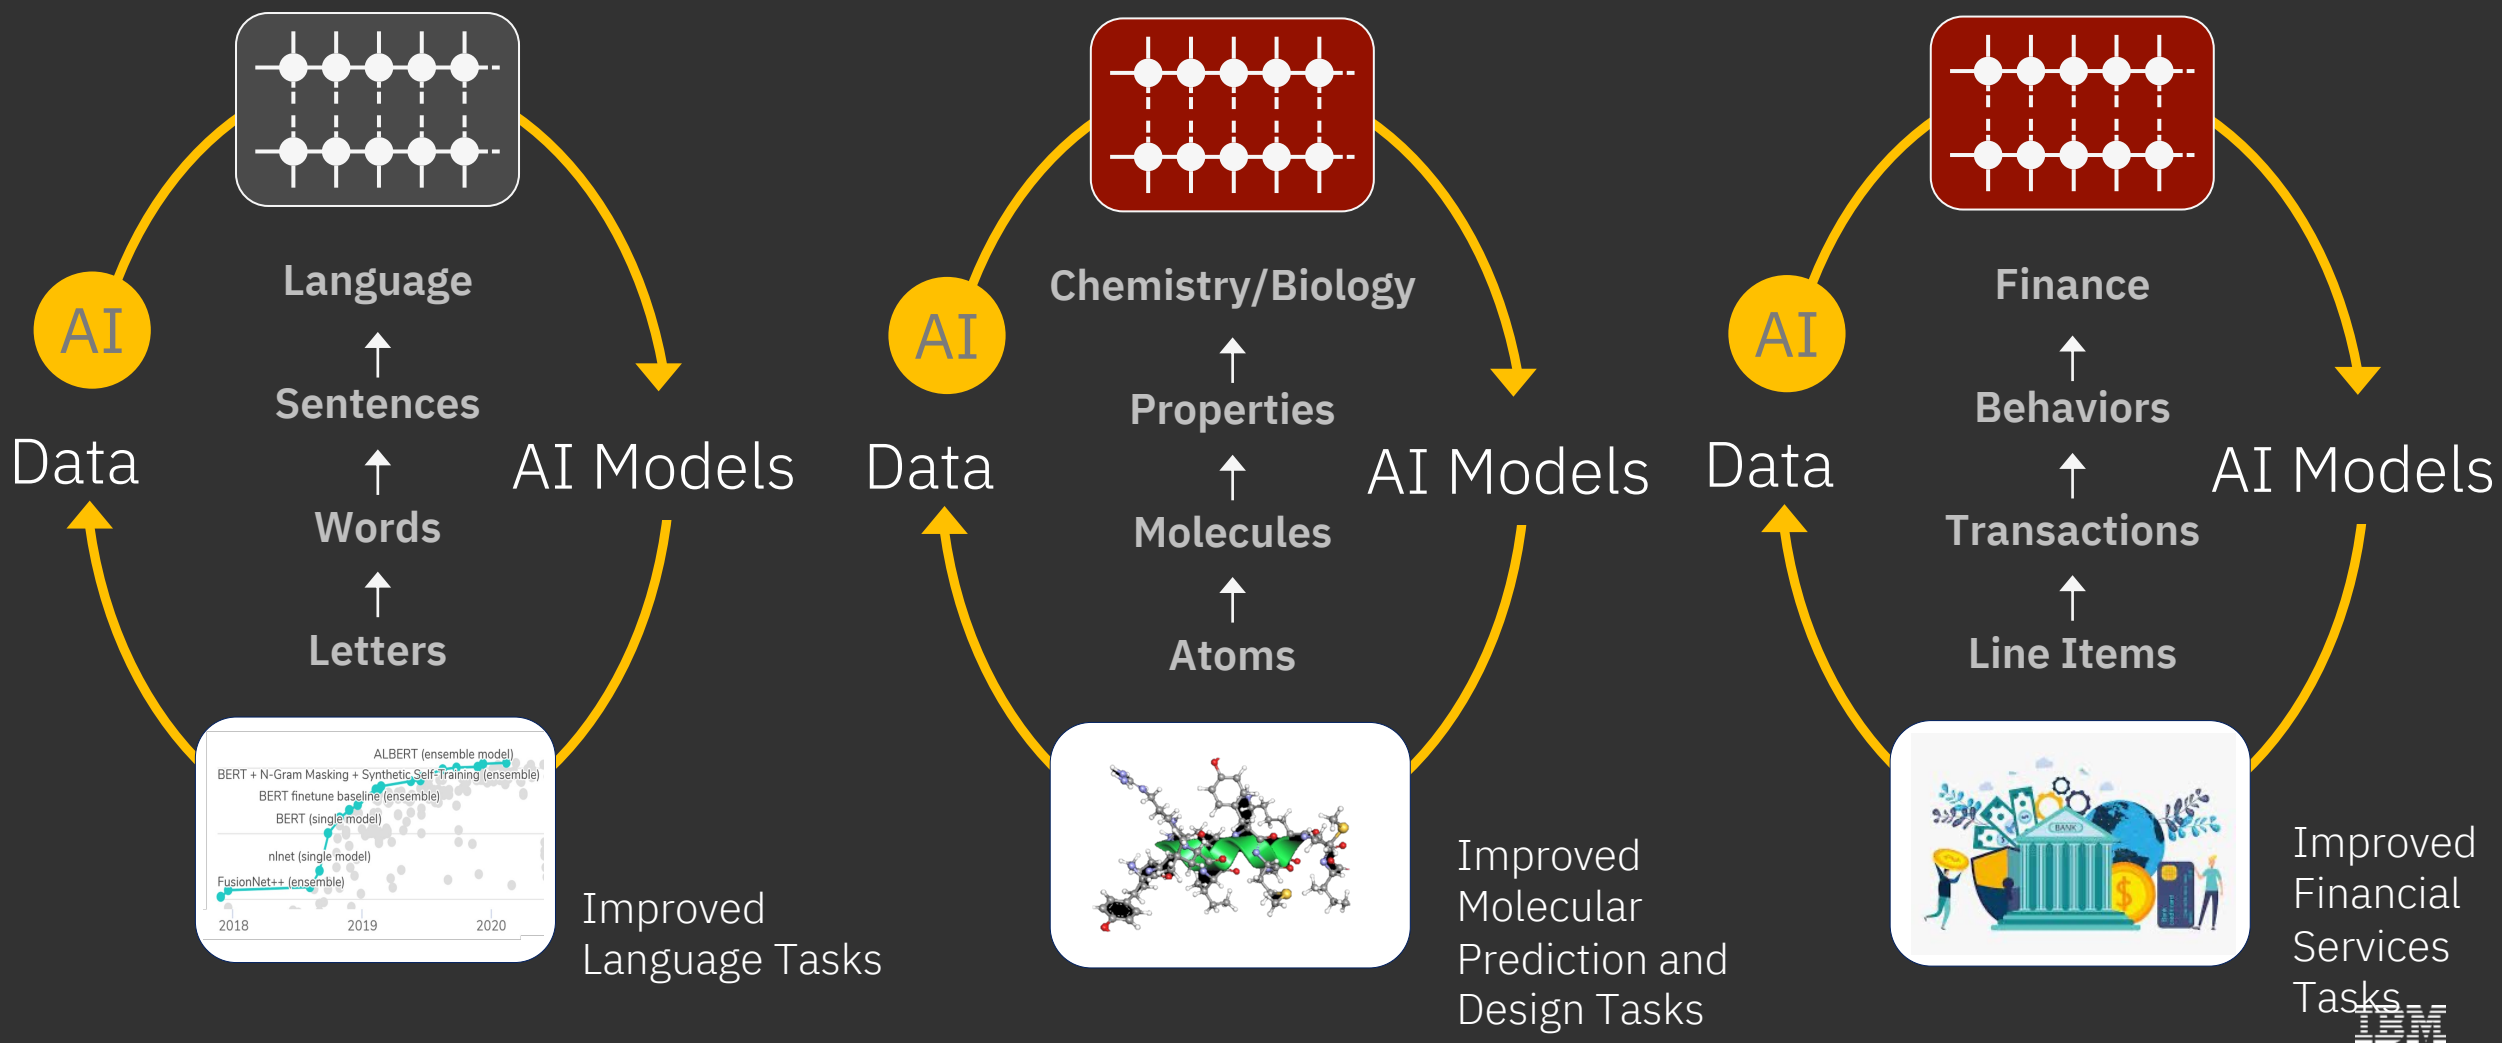 Language
AI
Sentences
Data
AI Models
Words
Letters
ALBERT (ensemble model)
BERT + N-Gram Masking + Synthetic Self-Training (ensemble)
BERT finetune baseline (ensemble)
BERT (single model)
nlnet (single model)
FusionNet++ (ensemble)
2018 2019 2020
Improved
Language Tasks
Chemistry/Biology
AI
Properties
Data
AI Models
Molecules
Atoms
Improved
Molecular
Prediction and
Design Tasks
Finance
AI
Behaviors
Data
AI Models
Transactions
Line Items
BANK
$
Improved
Financial
Services
Tasks
IBM